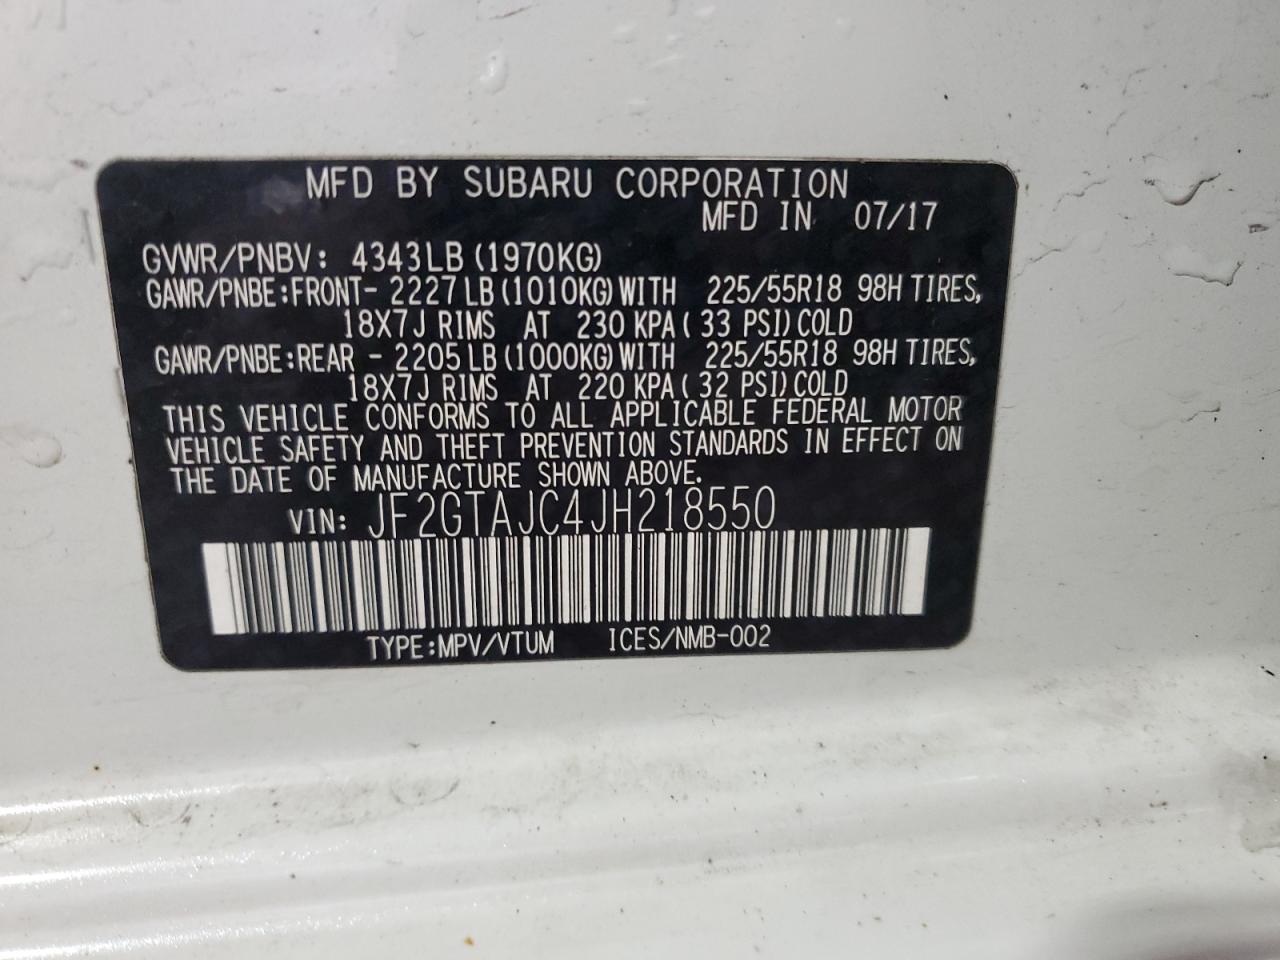 MFD BY SUBARU CORPORATION
MFD IN 07/17
GVWR/PNBV: 4343LB (1970KG)
GAWR/PNBE:FRONT- 2227LB(1010KG)WITH 225/55R18 98H TIRES,
18X7J RIMS AT 230 KPA( 33 PSI)COLD
GAWR/PNBE:REAR - 2205LB(1000KG)WITH 225/55R18 98H TIRES,
18X7J RIMS AT 220 KPA( 32 PSI)COLD
THIS VEHICLE CONFORMS TO ALL APPLICABLE FEDERAL MOTOR
VEHICLE SAFETY AND THEFT PREVENTION STANDARDS IN EFFECT ON
THE DATE OF MANUFACTURE SHOWN ABOVE.
VIN: JF2GTAJC4JH218550
TYPE:MPV/VTUM ICES/NMB-002